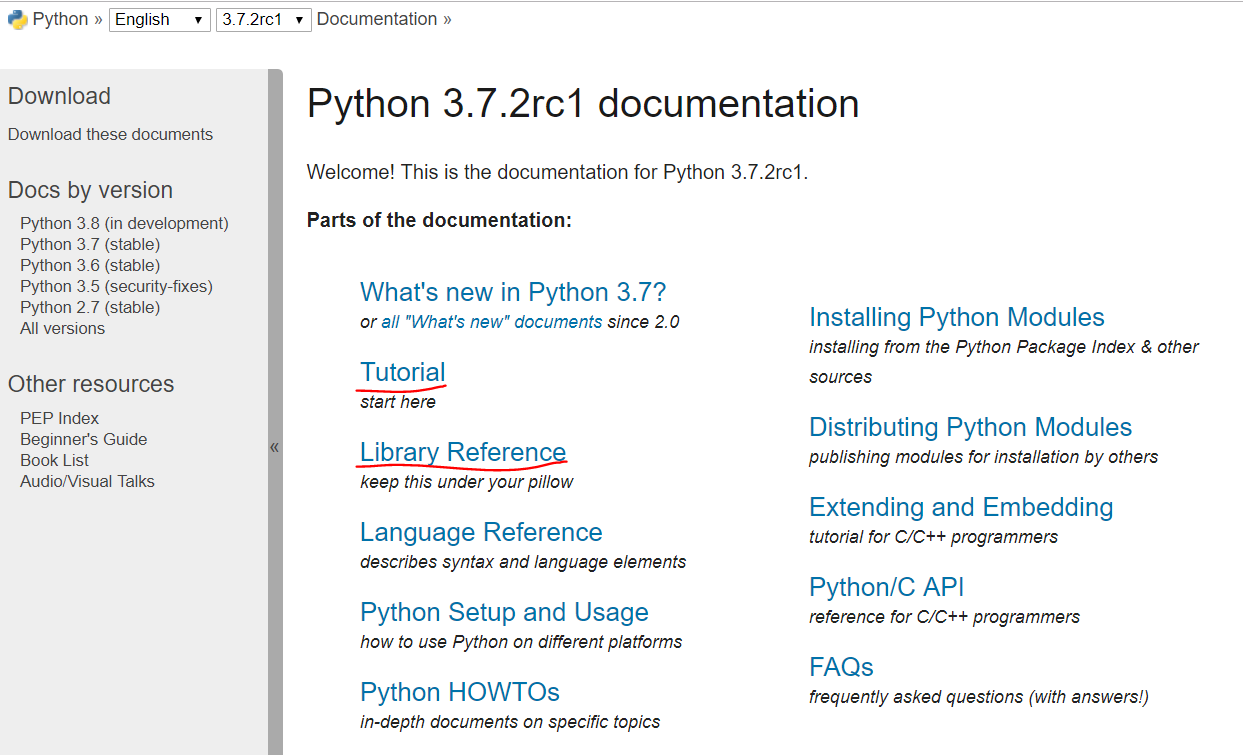 Python » English 3.7.2rc1 Documentation »
Download
Download these documents
Docs by version
Python 3.8 (in development)
Python 3.7 (stable)
Python 3.6 (stable)
Python 3.5 (security-fixes)
Python 2.7 (stable)
All versions
Other resources
PEP Index
Beginner's Guide
Book List
Audio/Visual Talks
«
Python 3.7.2rc1 documentation
Welcome! This is the documentation for Python 3.7.2rc1.
Parts of the documentation:
What's new in Python 3.7?
or all "What's new" documents since 2.0
Tutorial
start here
Library Reference
keep this under your pillow
Language Reference
describes syntax and language elements
Python Setup and Usage
how to use Python on different platforms
Python HOWTOs
in-depth documents on specific topics
Installing Python Modules
installing from the Python Package Index & other
sources
Distributing Python Modules
publishing modules for installation by others
Extending and Embedding
tutorial for C/C++ programmers
Python/C API
reference for C/C++ programmers
FAQs
frequently asked questions (with answers!)